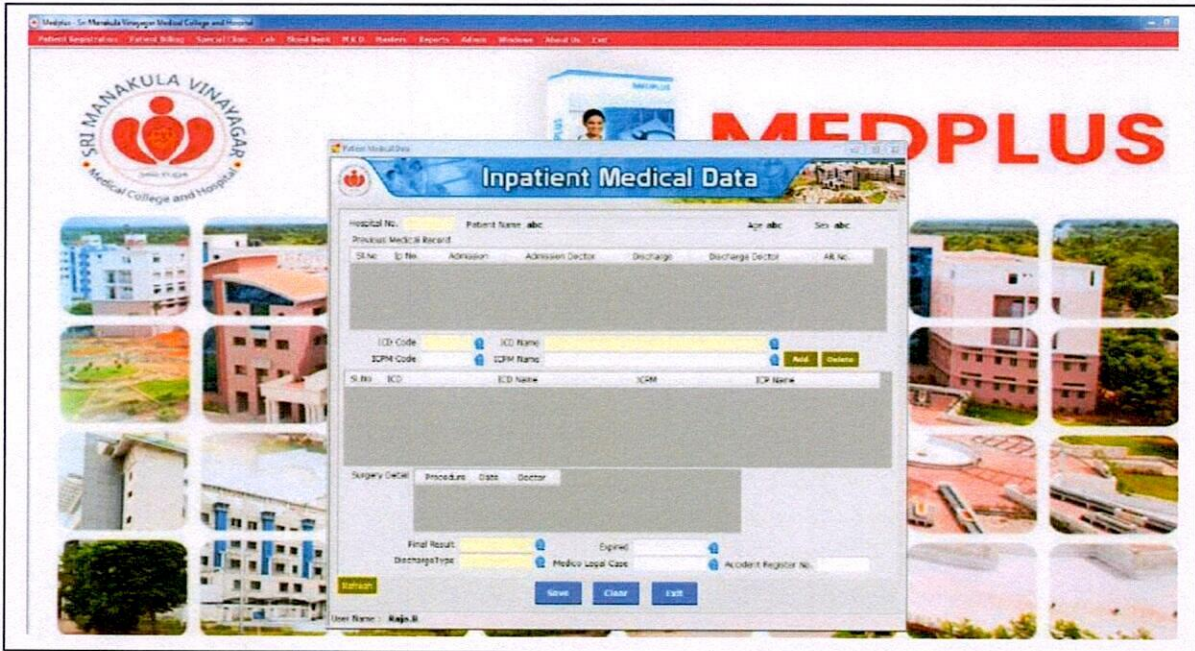 Medplus - Sri Manakula Vinayagar Medical College and Hospital
Patient Registration Patient Billing Special Clinic Lab Blood Bank M.R.D Masters Reports Admin Windows About Us Exit
SRI MANAKULA VINAYAGAR
Medical College and Hospital
MEDPLUS
MEDPLUS
Patient Medical Data
Inpatient Medical Data
Hospital No. Patient Name abc Age abc Sex abc
Previous Medical Record
Sl.No Ip No. Admission Admission Doctor Discharge Discharge Doctor AR.No.
ICD Code ICD Name
ICPM Code ICPM Name Add Delete
Sl.No ICD ICD Name ICPM ICP Name
Surgery Detail Procedure Date Doctor
Final Result Expired
DischargeType Medico Legal Case Accident Register No.
Refresh Save Clear Exit
User Name : Raja.B